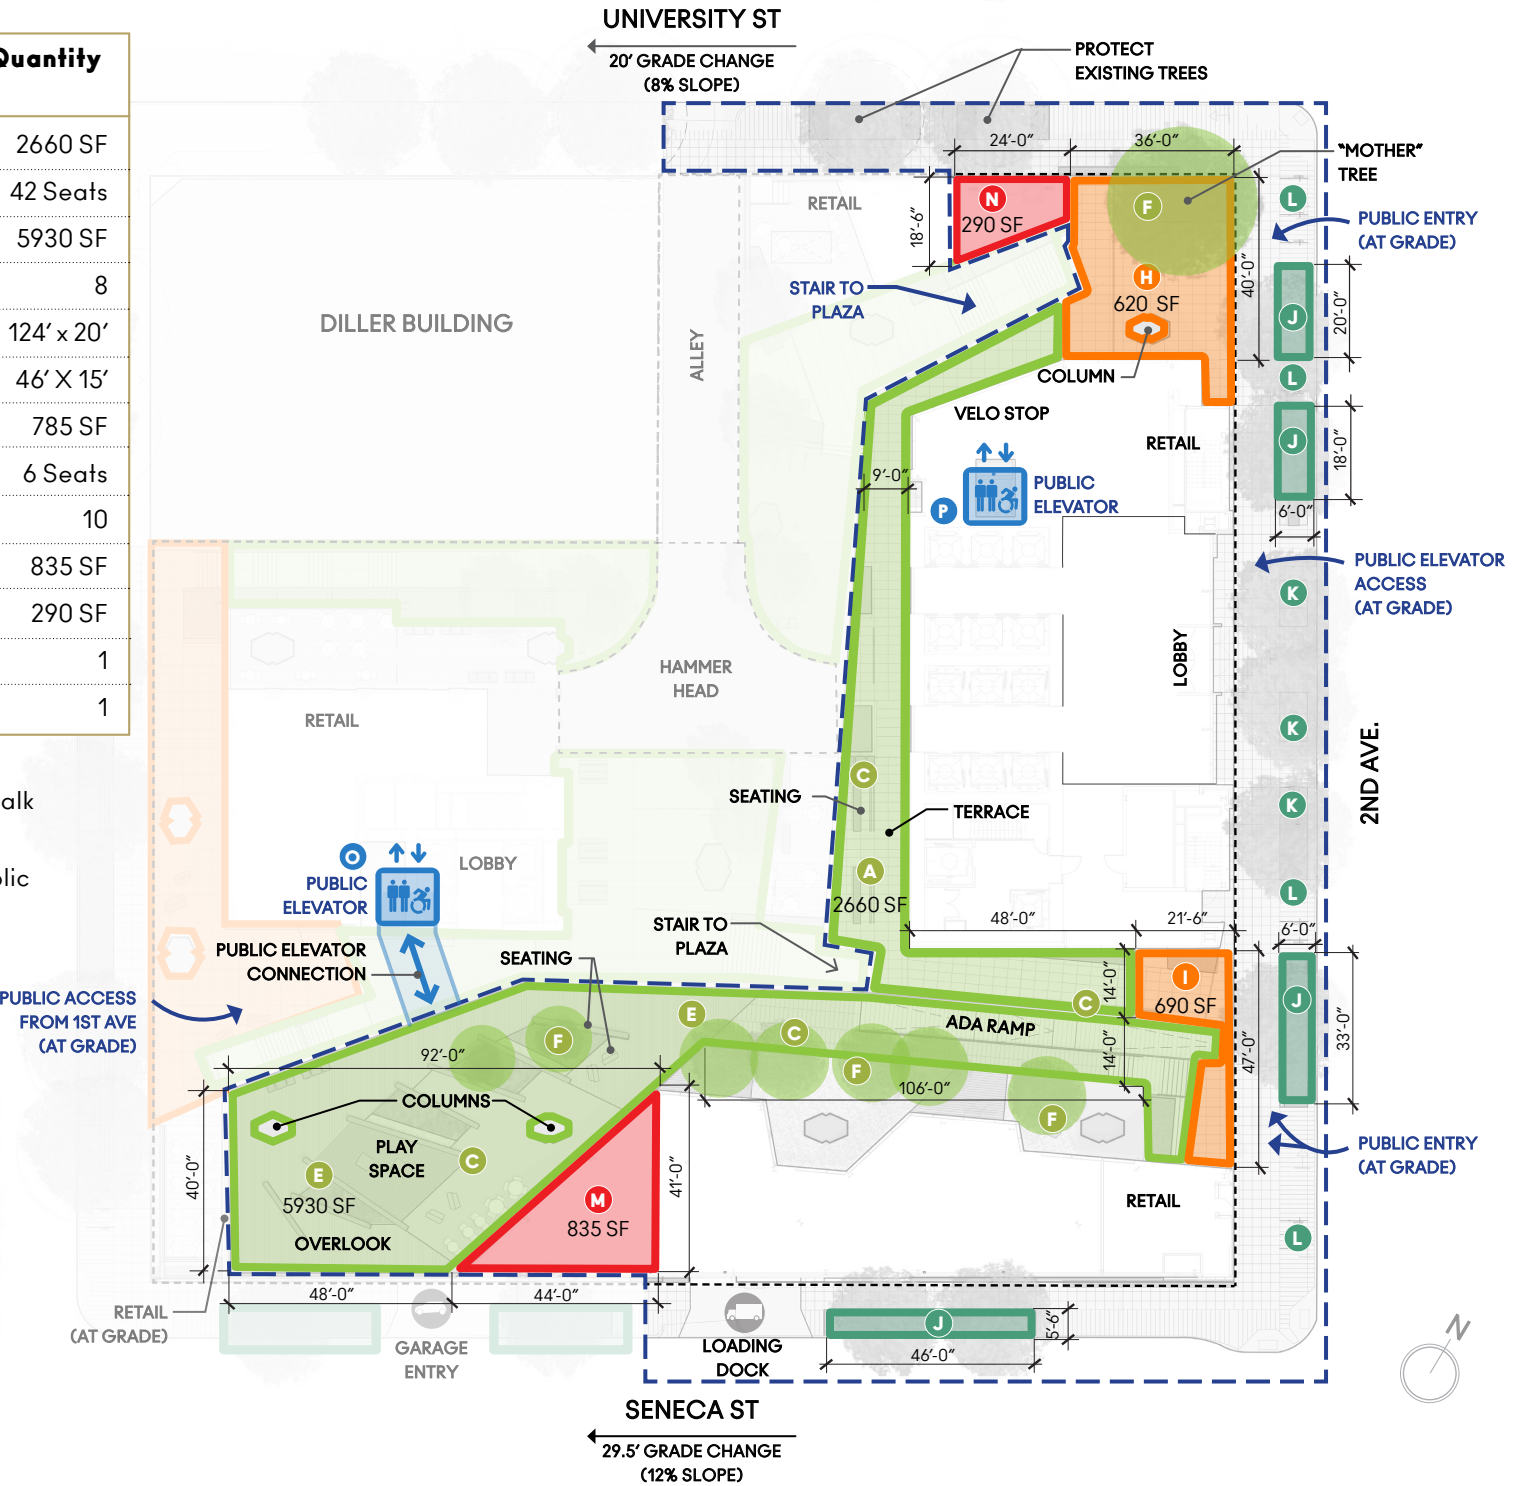 Quantity
2660 SF
42 Seats
5930 SF
8
124’ x 20’
46’ X 15’
785 SF
6 Seats
10
835 SF
290 SF
1
1
alk
olic
UNIVERSITY ST
20’ GRADE CHANGE
(8% SLOPE)
PROTECT
EXISTING TREES
24’-0”
36’-0”
“MOTHER”
TREE
RETAIL
18’-6”
N
290 SF
F
L
PUBLIC ENTRY
(AT GRADE)
40’-0”
H
620 SF
STAIR TO
PLAZA
J
20’-0”
DILLER BUILDING
ALLEY
COLUMN
L
VELO STOP
RETAIL
J
18’-0”
9’-0”
P
PUBLIC
ELEVATOR
6’-0”
PUBLIC ELEVATOR
ACCESS
(AT GRADE)
K
LOBBY
HAMMER
HEAD
RETAIL
K
2ND AVE.
C
SEATING
TERRACE
K
O
PUBLIC
ELEVATOR
LOBBY
A
2660 SF
L
STAIR TO
PLAZA
48’-0”
21’-6”
6’-0”
PUBLIC ELEVATOR
CONNECTION
SEATING
I
690 SF
14’-0”
C
J
33’-0”
PUBLIC ACCESS
FROM 1ST AVE
(AT GRADE)
E
C
ADA RAMP
F
14’-0”
47’-0”
92’-0”
F
106’-0”
COLUMNS
F
PLAY
SPACE
E
C
5930 SF
40’-0”
41’-0”
PUBLIC ENTRY
(AT GRADE)
M
835 SF
RETAIL
OVERLOOK
L
48’-0”
44’-0”
RETAIL
(AT GRADE)
GARAGE
ENTRY
LOADING
DOCK
J
5’-6”
46’-0”
N
SENECA ST
29.5’ GRADE CHANGE
(12% SLOPE)